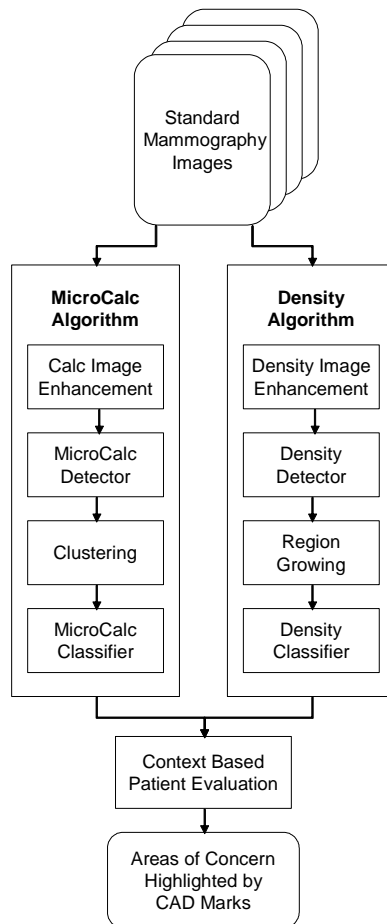 Standard
Mammography
Images
MicroCalc
Algorithm
Calc Image
Enhancement
MicroCalc
Detector
Clustering
MicroCalc
Classifier
Density
Algorithm
Density Image
Enhancement
Density
Detector
Region
Growing
Density
Classifier
Context Based
Patient Evaluation
Areas of Concern
Highlighted by
CAD Marks